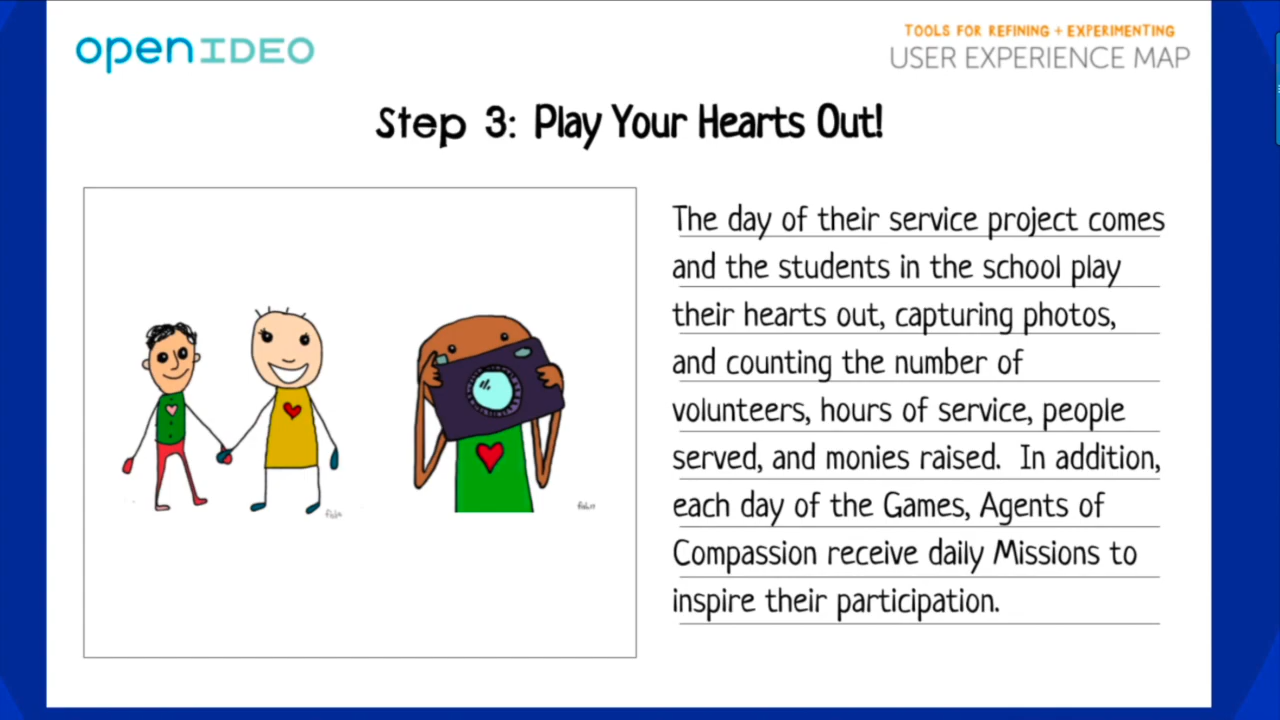 openIDEO
TOOLS FOR REFINING + EXPERIMENTING
USER EXPERIENCE MAP
Step 3: Play Your Hearts Out!
The day of their service project comes
and the students in the school play
their hearts out, capturing photos,
and counting the number of
volunteers, hours of service, people
served, and monies raised. In addition,
each day of the Games, Agents of
Compassion receive daily Missions to
inspire their participation.